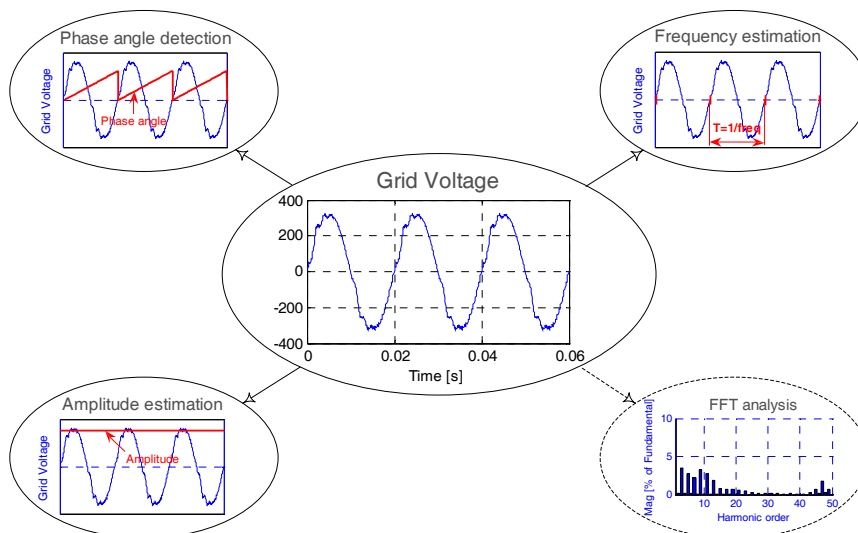 Phase angle detection
Grid Voltage
Phase angle
Frequency estimation
Grid Voltage
T=1/freq
Grid Voltage
400
200
0
-200
-400
0 0.02 0.04 0.06
Time [s]
Amplitude estimation
Grid Voltage
Amplitude
FFT analysis
Mag [% of Fundamental]
10
5
0
10 20 30 40 50
Harmonic order